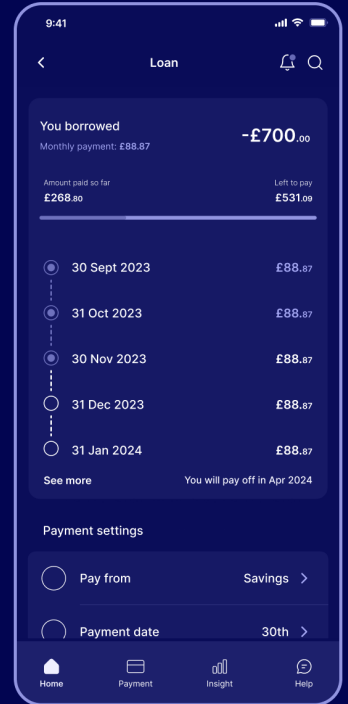 9:41
Loan
You borrowed
-£700.00
Monthly payment: £88.87
Amount paid so far
Left to pay
£268.80
£531.09
30 Sept 2023 £88.87
31 Oct 2023 £88.87
30 Nov 2023 £88.87
31 Dec 2023 £88.87
31 Jan 2024 £88.87
See more You will pay off in Apr 2024
Payment settings
Pay from Savings
Payment date 30th
Home Payment Insight Help